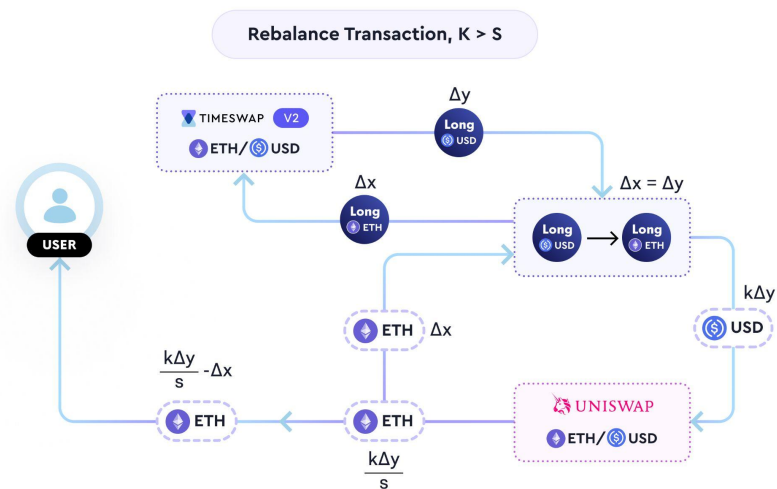 Rebalance Transaction, K > S
Δy
TIMESWAP V2
ETH/USD
Long
USD
Δx
Long
ETH
Δx = Δy
Long
USD
Long
ETH
USER
kΔy
USD
ETH Δx
kΔy
s
-Δx
ETH
ETH
kΔy
s
UNISWAP
ETH/USD